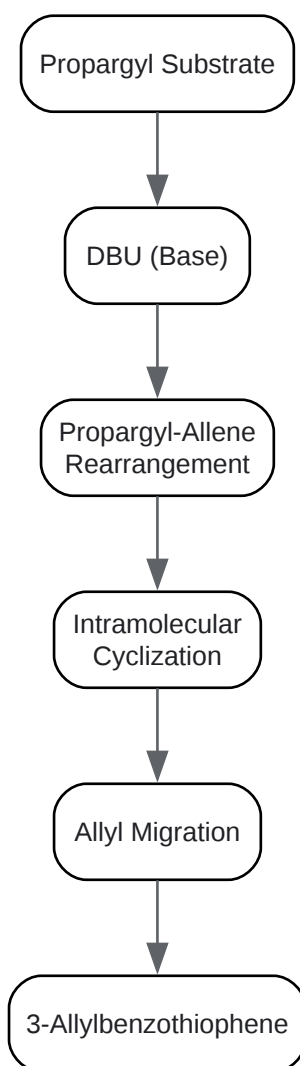 Propargyl Substrate
DBU (Base)
Propargyl-Allene
Rearrangement
Intramolecular
Cyclization
Allyl Migration
3-Allylbenzothiophene